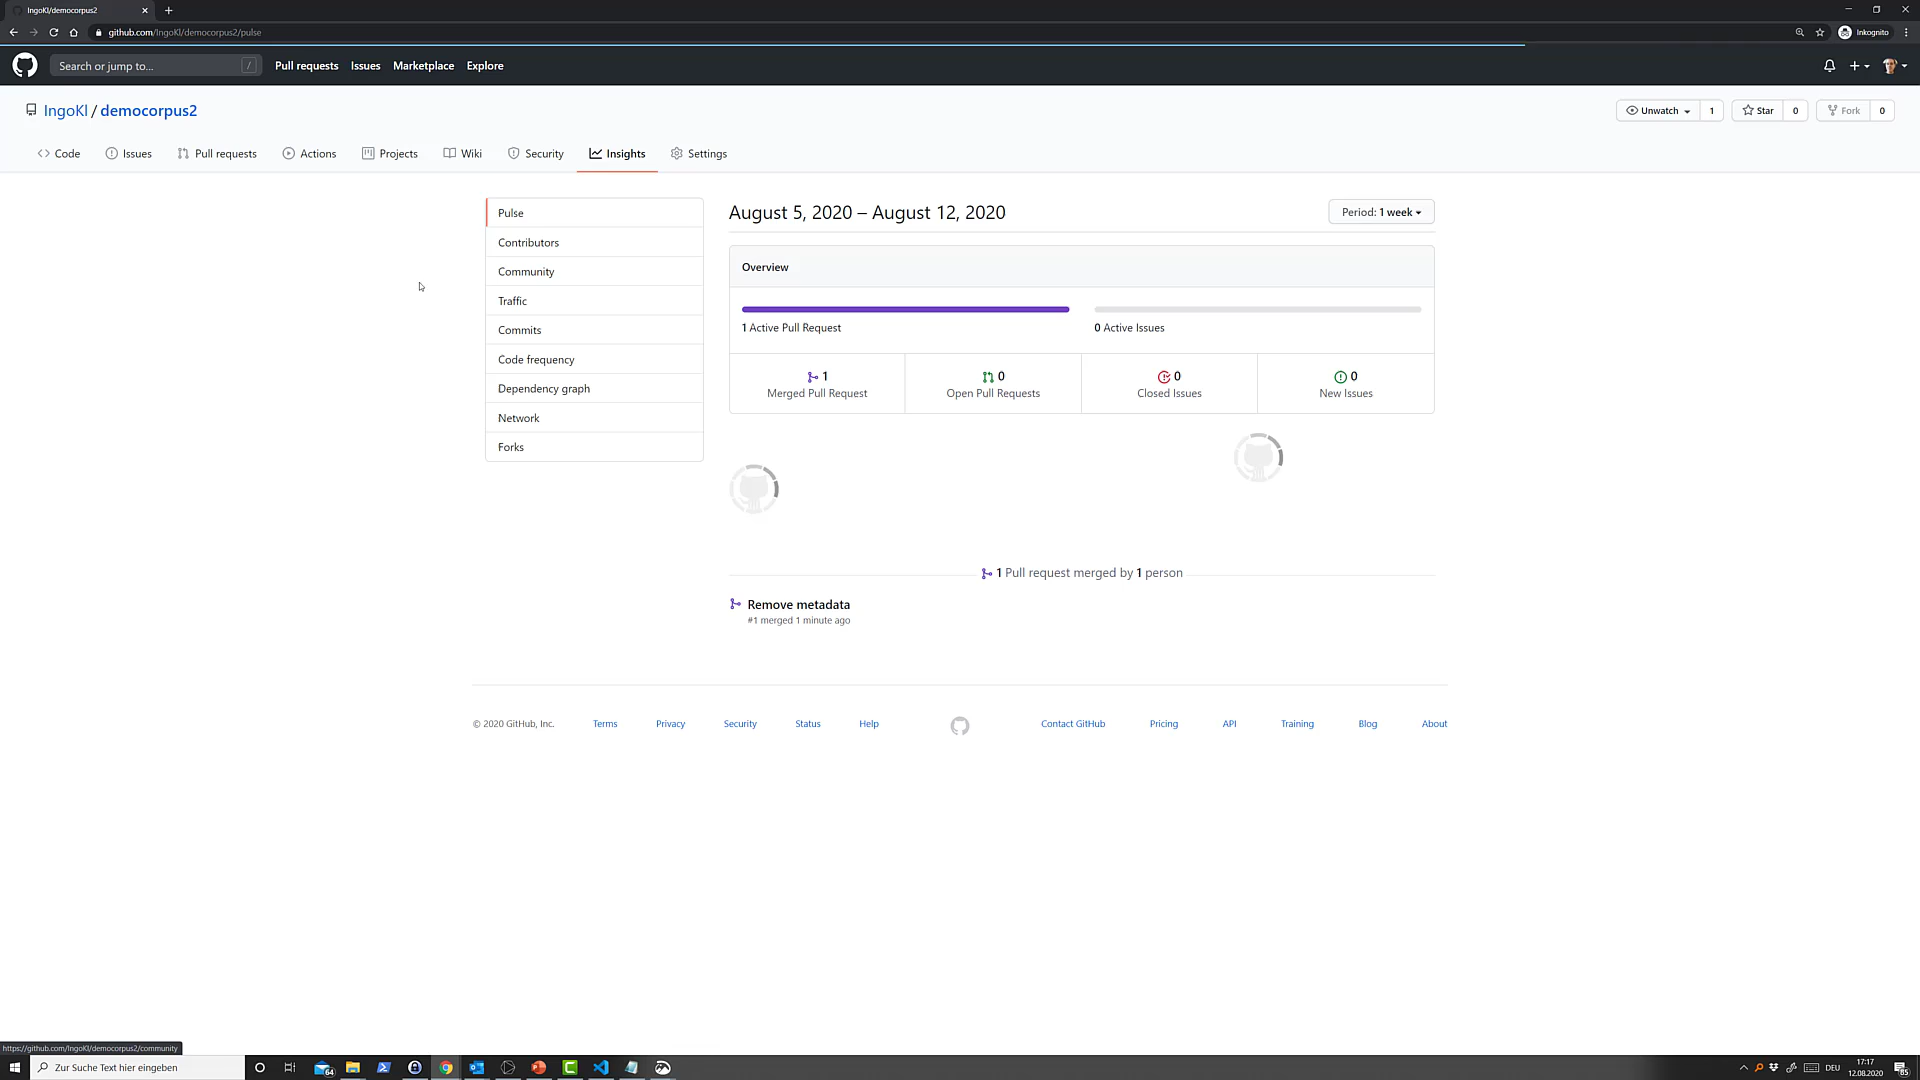 IngoKl/democorpus2
github.com/IngoKl/democorpus2/pulse
Inkognito
Search or jump to...
/
Pull requests
Issues
Marketplace
Explore
IngoKl / democorpus2
Unwatch
1
Star
0
Fork
0
Code
Issues
Pull requests
Actions
Projects
Wiki
Security
Insights
Settings
Pulse
Contributors
Community
Traffic
Commits
Code frequency
Dependency graph
Network
Forks
August 5, 2020 – August 12, 2020
Period: 1 week
Overview
1 Active Pull Request
0 Active Issues
1
Merged Pull Request
0
Open Pull Requests
0
Closed Issues
0
New Issues
1 Pull request merged by 1 person
Remove metadata
#1 merged 1 minute ago
© 2020 GitHub, Inc.
Terms
Privacy
Security
Status
Help
Contact GitHub
Pricing
API
Training
Blog
About
https://github.com/IngoKl/democorpus2/community
Zur Suche Text hier eingeben
64
DEU
17:17
12.08.2020
85